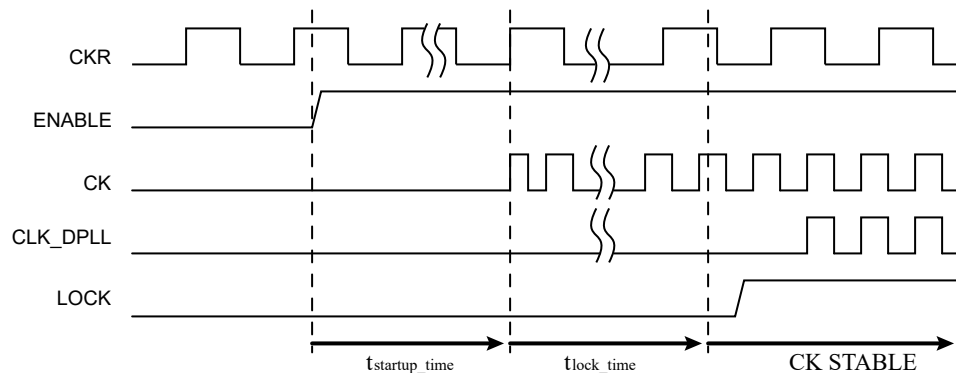 CKR
ENABLE
CK
CLK_DPLL
LOCK
tstartup_time tlock_time CK STABLE